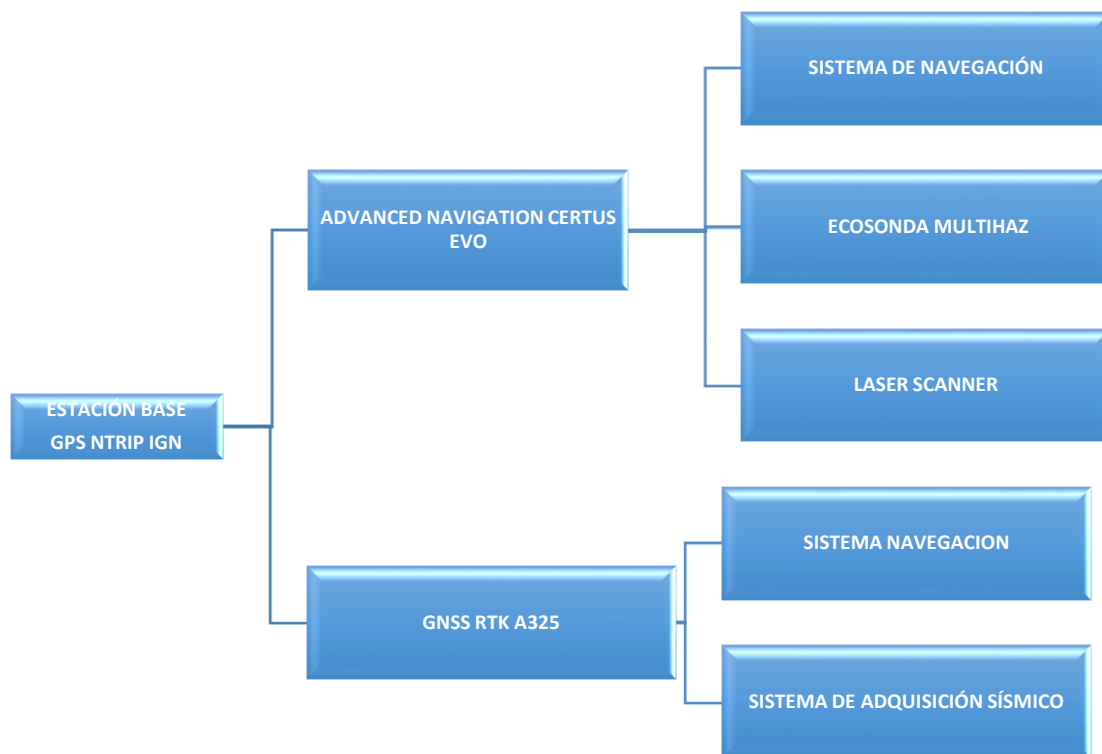 SISTEMA DE NAVEGACIÓN
ADVANCED NAVIGATION CERTUS
EVO
ECOSONDA MULTIHAZ
LASER SCANNER
ESTACIÓN BASE
GPS NTRIP IGN
SISTEMA NAVEGACION
GNSS RTK A325
SISTEMA DE ADQUISICIÓN SÍSMICO